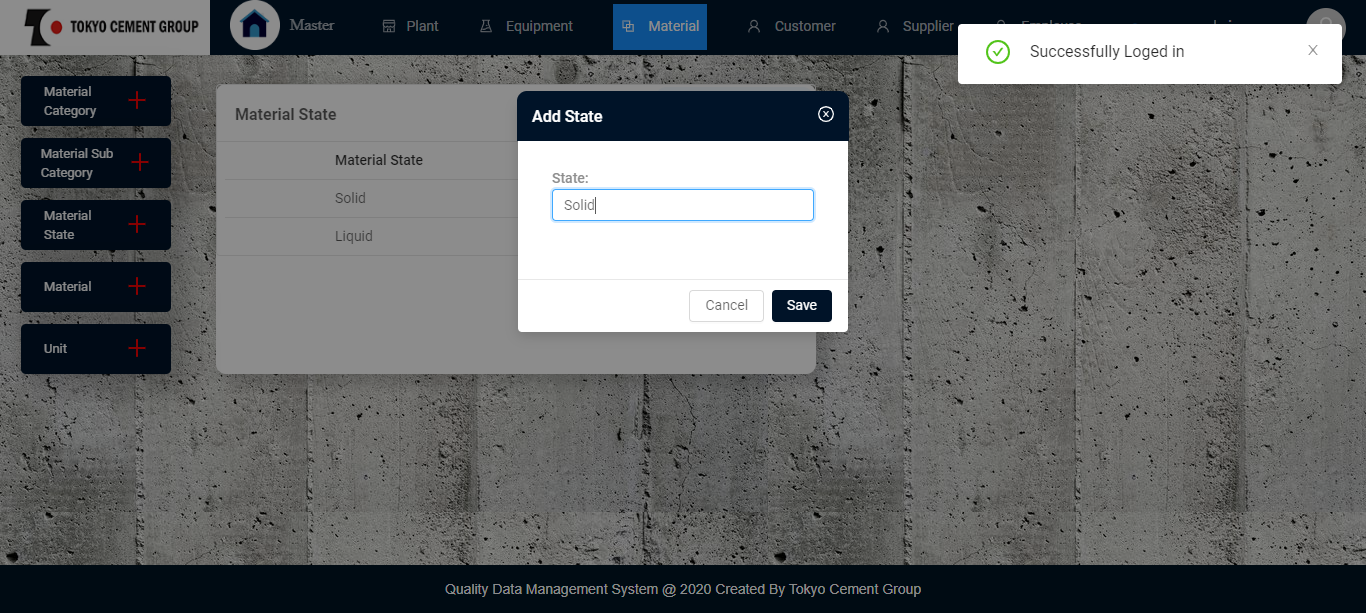 TOKYO CEMENT GROUP
Master
Plant
Equipment
Material
Customer
Supplier
Successfully Loged in
Material
Category
Material Sub
Category
Material
State
Material
Unit
Material State
Material State
Solid
Liquid
Add State
State:
Solid
Cancel
Save
Quality Data Management System @ 2020 Created By Tokyo Cement Group